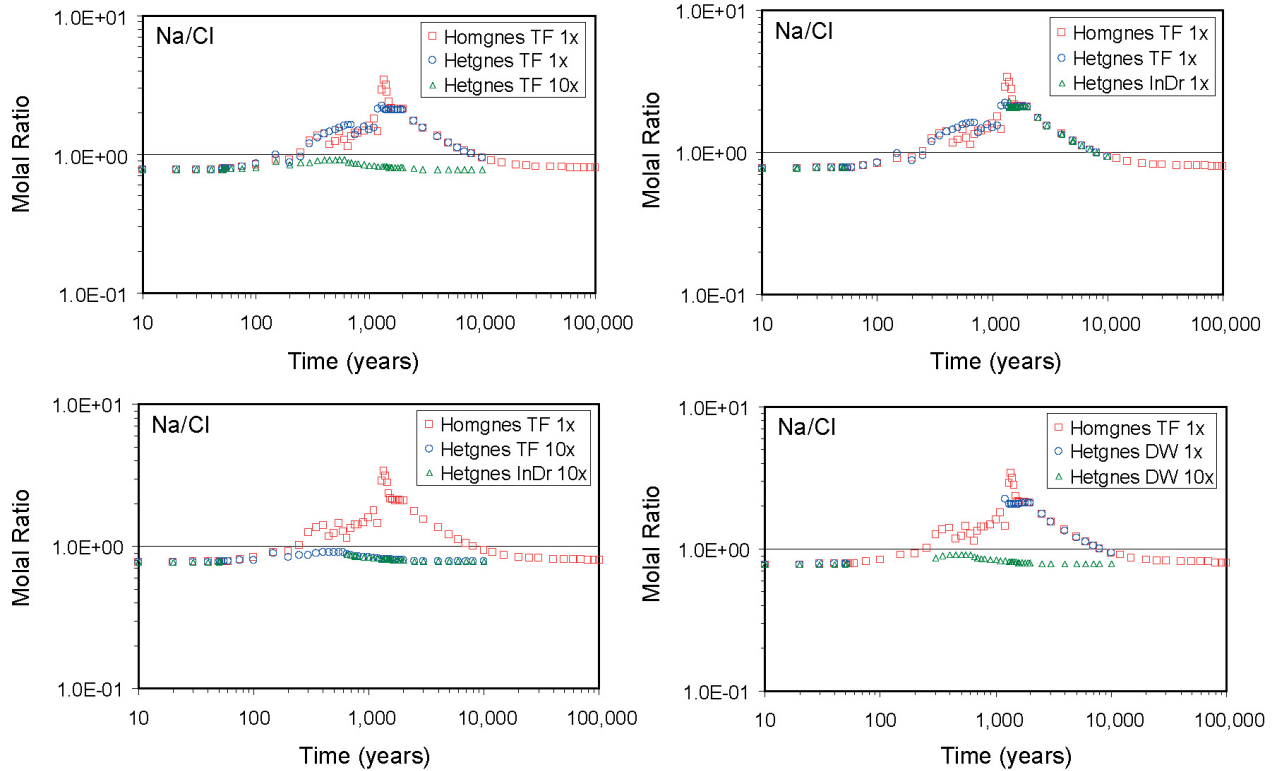 1.0E+01
Na/Cl
Homgnes TF 1x
Hetgnes TF 1x
Hetgnes TF 10x
Molal Ratio
1.0E+00
1.0E-01
10 100 1,000 10,000 100,000
Time (years)
1.0E+01
Na/Cl
Homgnes TF 1x
Hetgnes TF 1x
Hetgnes InDr 1x
Molal Ratio
1.0E+00
1.0E-01
10 100 1,000 10,000 100,000
Time (years)
1.0E+01
Na/Cl
Homgnes TF 1x
Hetgnes TF 10x
Hetgnes InDr 10x
Molal Ratio
1.0E+00
1.0E-01
10 100 1,000 10,000 100,000
Time (years)
1.0E+01
Na/Cl
Homgnes TF 1x
Hetgnes DW 1x
Hetgnes DW 10x
Molal Ratio
1.0E+00
1.0E-01
10 100 1,000 10,000 100,000
Time (years)